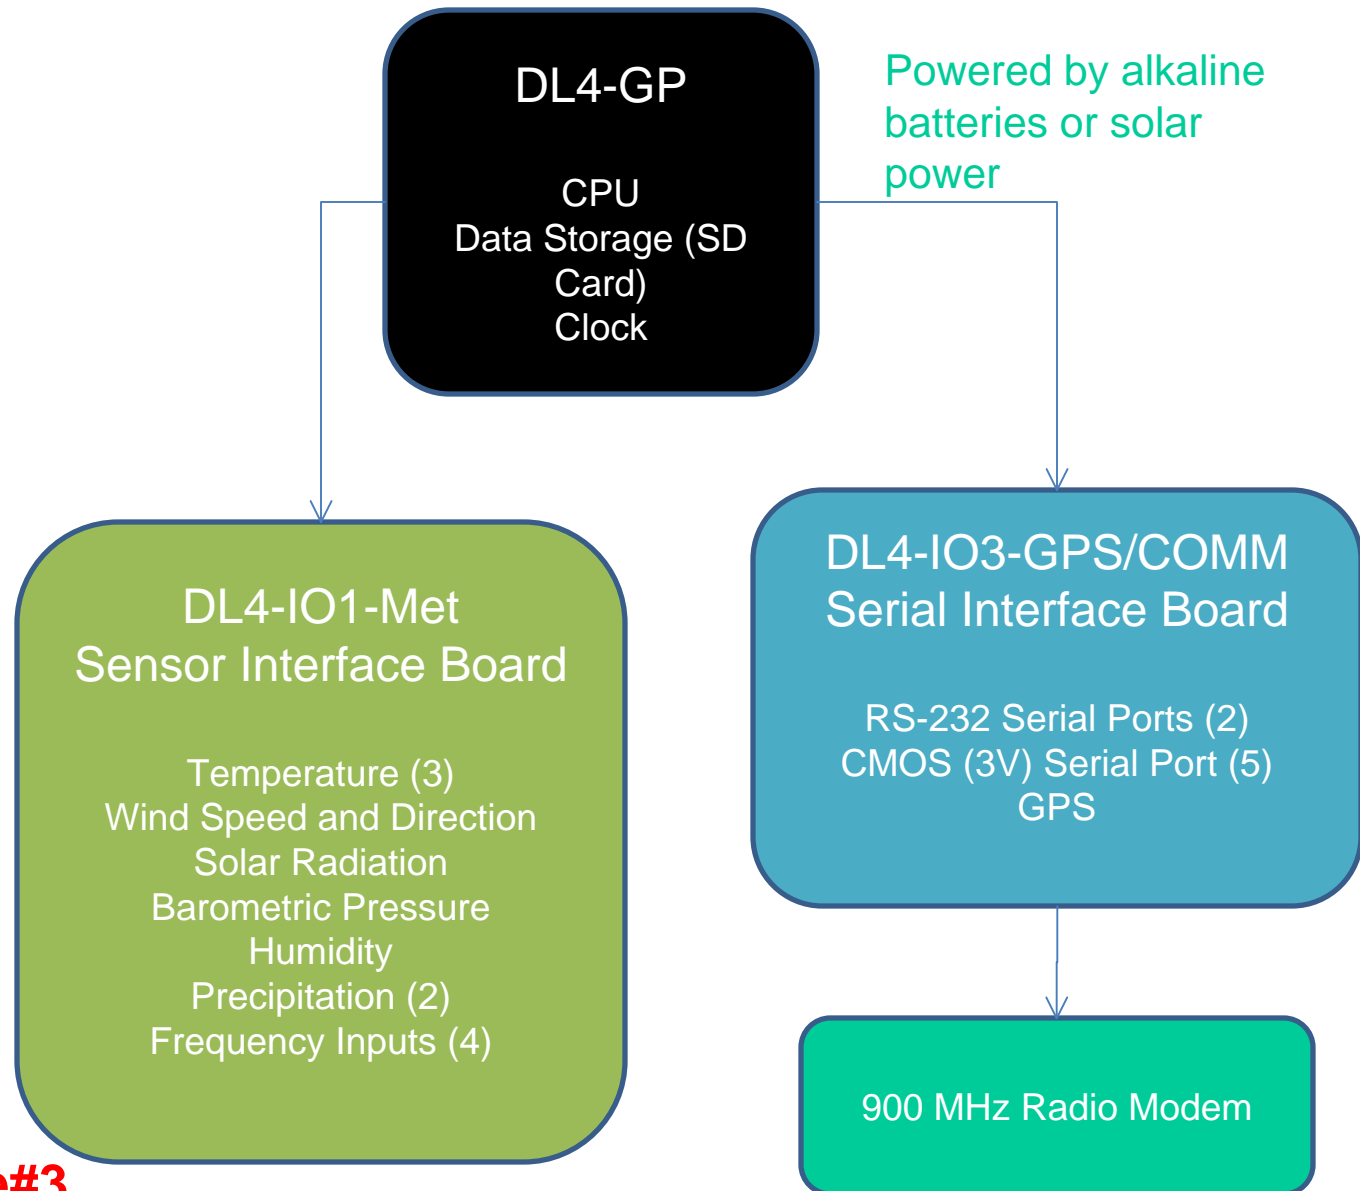 DL4-GP
CPU
Data Storage (SD
Card)
Clock
Powered by alkaline
batteries or solar
power
DL4-IO1-Met
Sensor Interface Board
Temperature (3)
Wind Speed and Direction
Solar Radiation
Barometric Pressure
Humidity
Precipitation (2)
Frequency Inputs (4)
DL4-IO3-GPS/COMM
Serial Interface Board
RS-232 Serial Ports (2)
CMOS (3V) Serial Port (5)
GPS
900 MHz Radio Modem